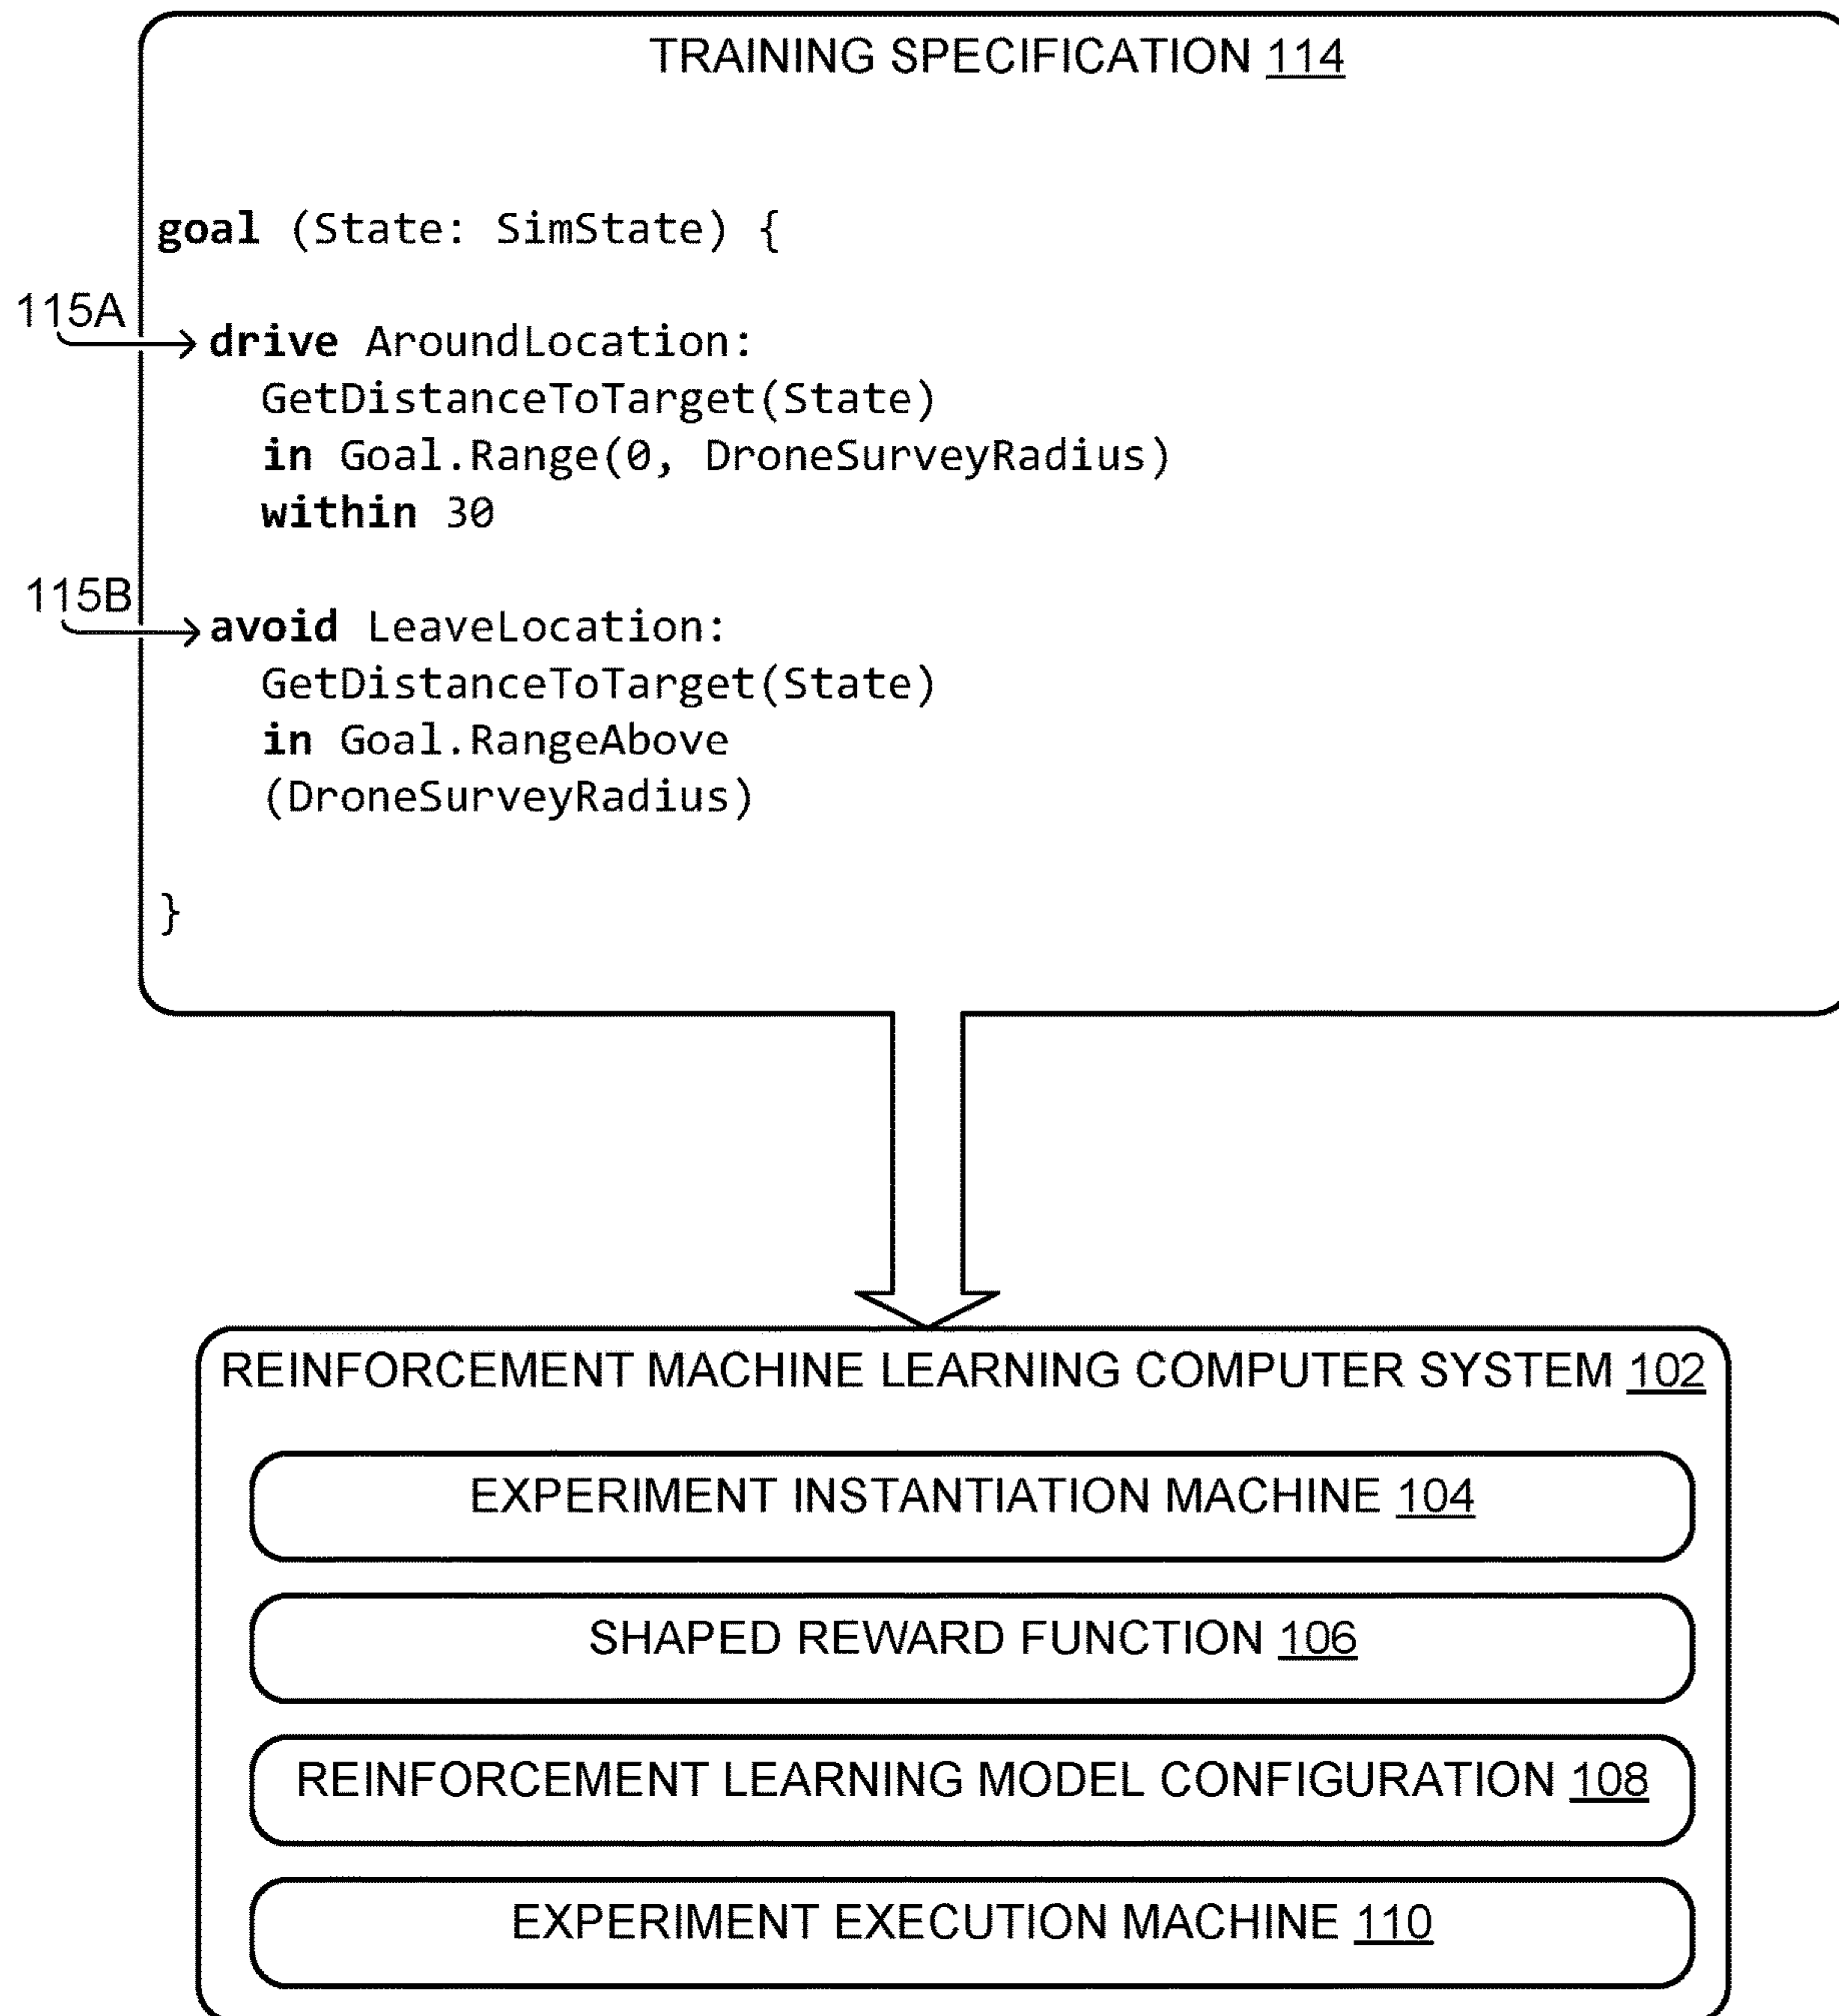 TRAINING SPECIFICATION 114
goal (State: SimState) {
115A
drive AroundLocation:
GetDistanceToTarget(State)
in Goal.Range(0, DroneSurveyRadius)
within 30
115B
avoid LeaveLocation:
GetDistanceToTarget(State)
in Goal.RangeAbove
(DroneSurveyRadius)
}
REINFORCEMENT MACHINE LEARNING COMPUTER SYSTEM 102
EXPERIMENT INSTANTIATION MACHINE 104
SHAPED REWARD FUNCTION 106
REINFORCEMENT LEARNING MODEL CONFIGURATION 108
EXPERIMENT EXECUTION MACHINE 110